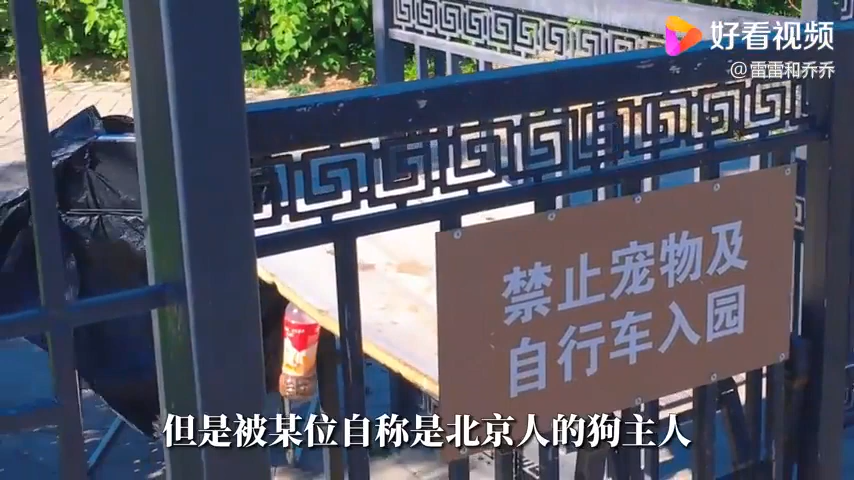 好看视频
@雷雷和乔乔
禁止宠物及
自行车入园
但是被某位自称是北京人的狗主人